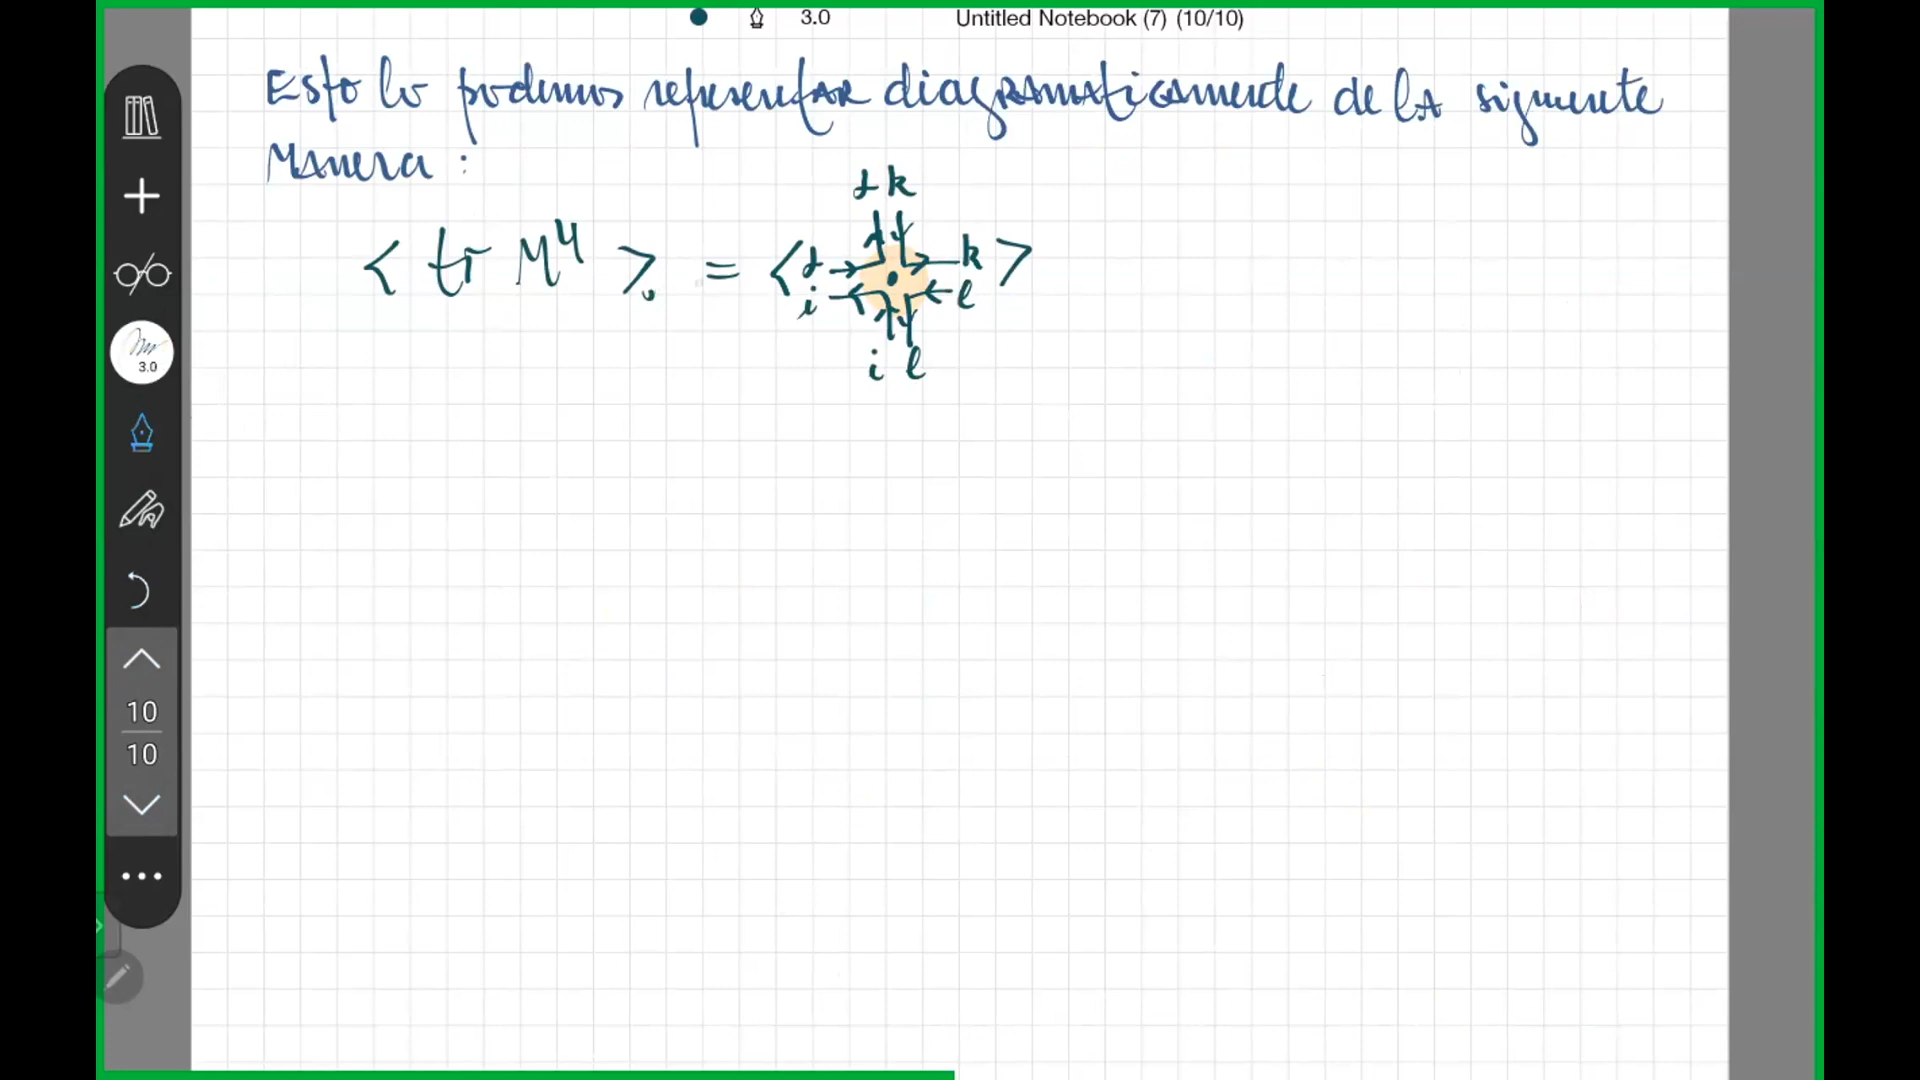 3.0 Untitled Notebook (7) (10/10)
Esto lo podemos representar diagramaticamente de la siguiente
Manera :
j k
< tr M⁴ >₀ = < j k >
i l
i l
3.0
10
10